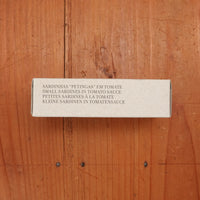 SARDINHAS "PETINGAS" EM TOMATE
SMALL SARDINES IN TOMATO SAUCE
PETITES SARDINES À LA TOMATE
KLEINE SARDINEN IN TOMATENSAUCE